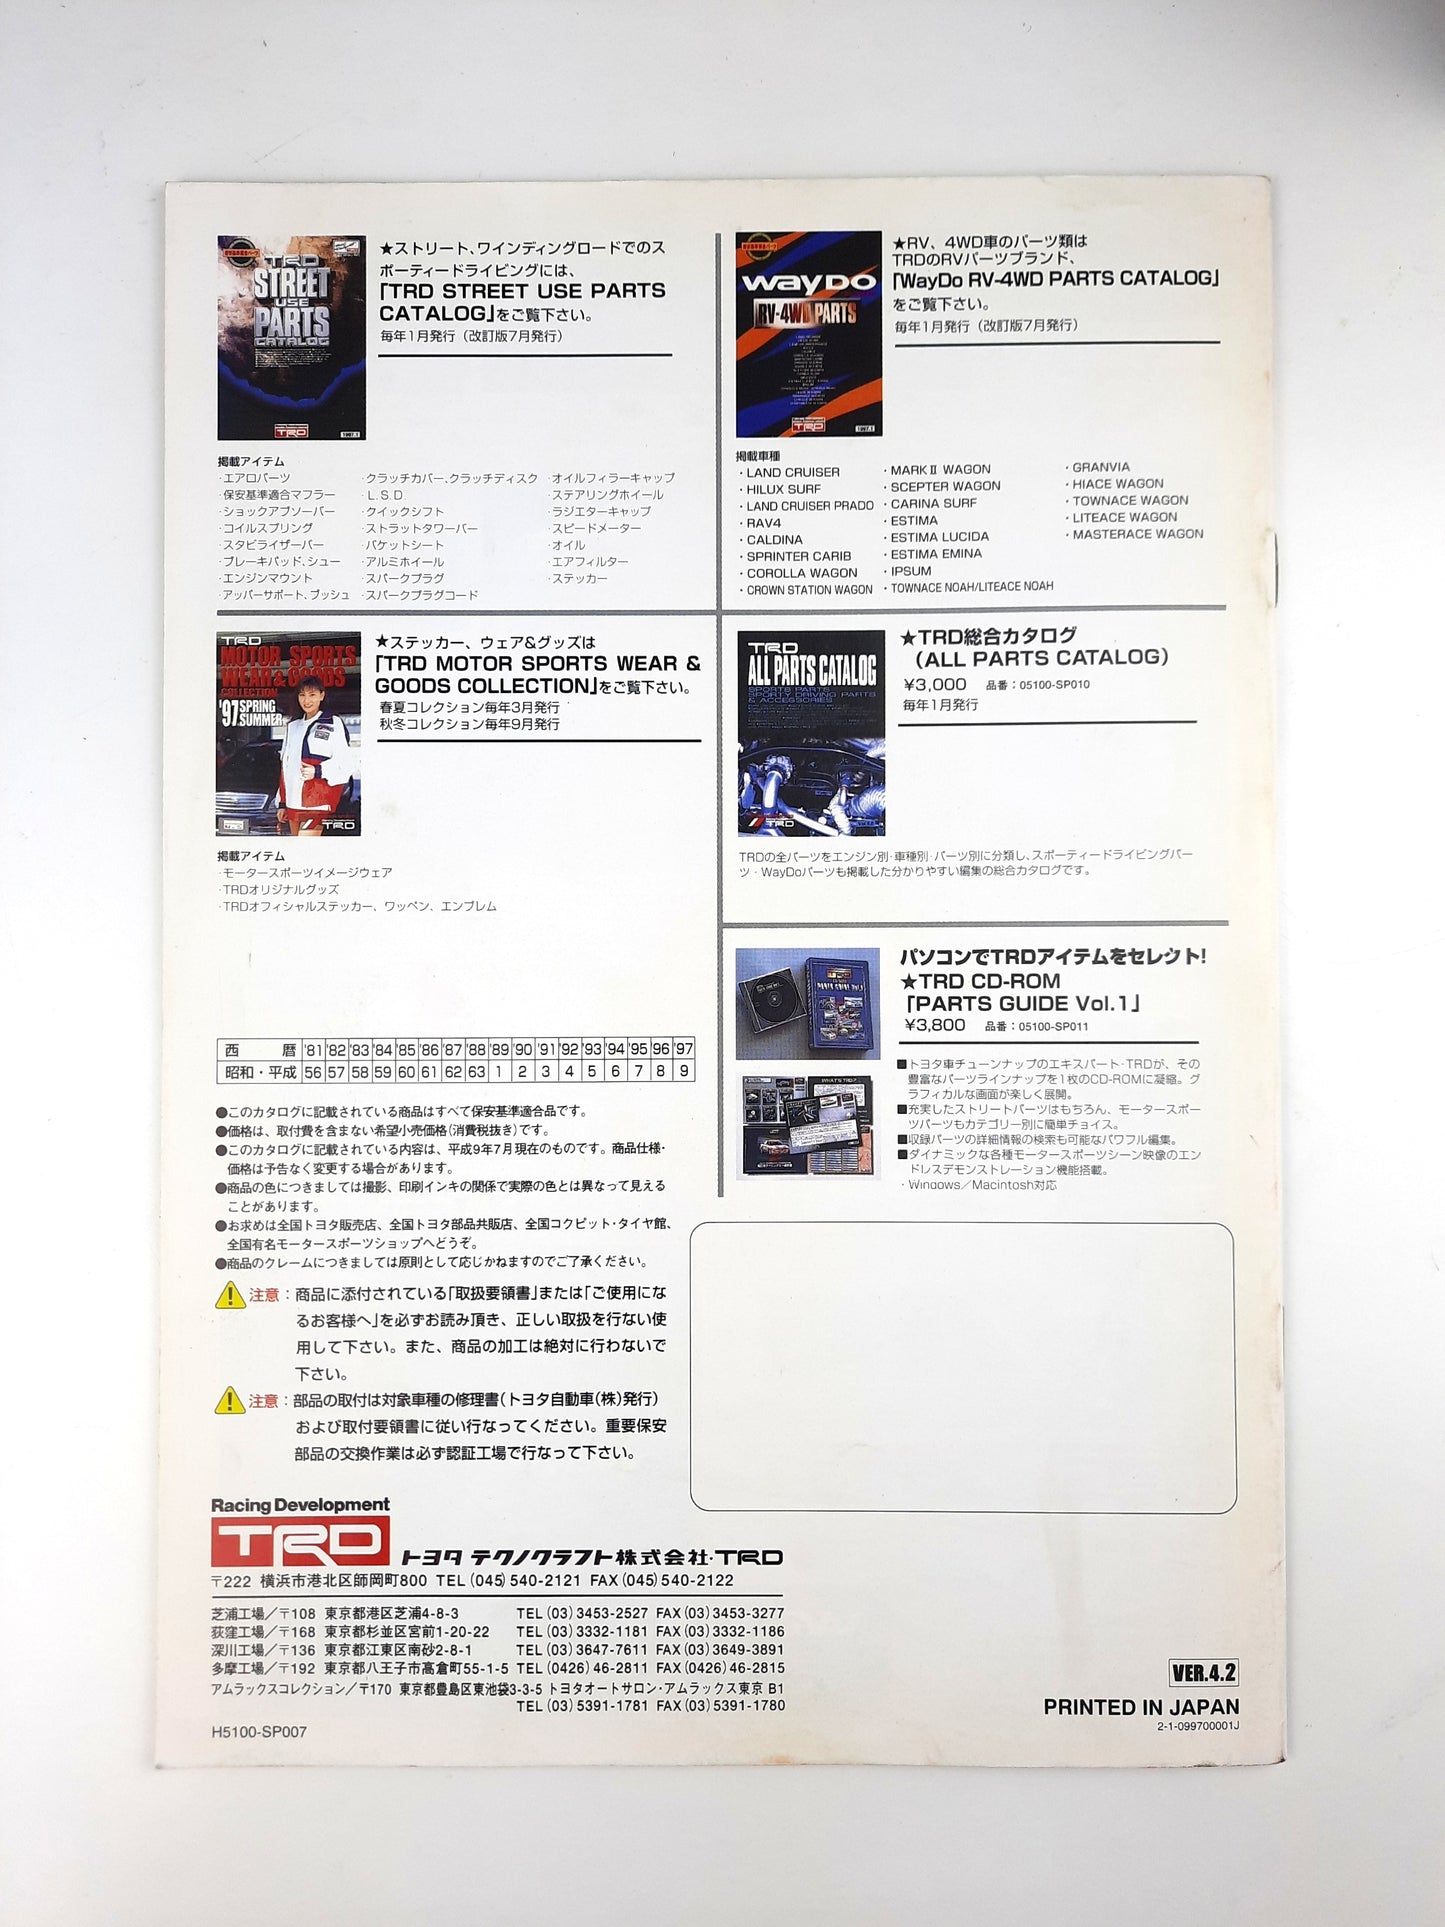 TRD
STREET
USE
PARTS
CATALOG
TRD
1997.1
★ストリート、ワインディングロードでのス
ポーティードライビングには、
「TRD STREET USE PARTS
CATALOG」をご覧下さい。
毎年1月発行（改訂版7月発行）
掲載アイテム
・エアロパーツ
・保安基準適合マフラー
・ショックアブソーバー
・コイルスプリング
・スタビライザーバー
・ブレーキパッド、シュー
・エンジンマウント
・アッパーサポート、ブッシュ
・クラッチカバー、クラッチディスク
・L.S.D.
・クイックシフト
・ストラットタワーバー
・バケットシート
・アルミホイール
・スパークプラグ
・スパークプラグコード
・オイルフィラーキャップ
・ステアリングホイール
・ラジエターキャップ
・スピードメーター
・オイル
・エアフィルター
・ステッカー
WAYDO
RV-4WD PARTS
TRD
1997.1
★RV、4WD車のパーツ類は
TRDのRVパーツブランド、
「WayDo RV-4WD PARTS CATALOG」
をご覧下さい。
毎年1月発行（改訂版7月発行）
掲載車種
・LAND CRUISER
・HILUX SURF
・LAND CRUISER PRADO
・RAV4
・CALDINA
・SPRINTER CARIB
・COROLLA WAGON
・CROWN STATION WAGON
・MARKⅡ WAGON
・SCEPTER WAGON
・CARINA SURF
・ESTIMA
・ESTIMA LUCIDA
・ESTIMA EMINA
・IPSUM
・TOWNACE NOAH/LITEACE NOAH
・GRANVIA
・HIACE WAGON
・TOWNACE WAGON
・LITEACE WAGON
・MASTERACE WAGON
TRD
MOTOR SPORTS
WEAR & GOODS
COLLECTION
'97 SPRING
SUMMER
TRD
★ステッカー、ウェア&グッズは
「TRD MOTOR SPORTS WEAR &
GOODS COLLECTION」をご覧下さい。
春夏コレクション毎年3月発行
秋冬コレクション毎年9月発行
掲載アイテム
・モータースポーツイメージウェア
・TRDオリジナルグッズ
・TRDオフィシャルステッカー、ワッペン、エンブレム
TRD
ALL PARTS CATALOG
SPORTS PARTS
SPORTY DRIVING PARTS
& ACCESSORIES
TRD
★TRD総合カタログ
（ALL PARTS CATALOG）
¥3,000 品番：05100-SP010
毎年1月発行
TRDの全パーツをエンジン別・車種別・パーツ別に分類し、スポーティードライビングパー
ツ・WayDoパーツも掲載した分かりやすい編集の総合カタログです。
TRD
PARTS GUIDE Vol.1
WHAT'S TRD?
パソコンでTRDアイテムをセレクト!
★TRD CD-ROM
「PARTS GUIDE Vol.1」
¥3,800 品番：05100-SP011
■トヨタ車チューンナップのエキスパート・TRDが、その
豊富なパーツラインナップを1枚のCD-ROMに凝縮。グ
ラフィカルな画面が楽しく展開。
■充実したストリートパーツはもちろん、モータースポー
ツパーツもカテゴリー別に簡単チョイス。
■収録パーツの詳細情報の検索も可能なパワフル編集。
■ダイナミックな各種モータースポーツシーン映像のエン
ドレスデモンストレーション機能搭載。
・Windows／Macintosh対応
西暦 '81 '82 '83 '84 '85 '86 '87 '88 '89 '90 '91 '92 '93 '94 '95 '96 '97
昭和・平成 56 57 58 59 60 61 62 63 1 2 3 4 5 6 7 8 9
●このカタログに記載されている商品はすべて保安基準適合品です。
●価格は、取付費を含まない希望小売価格(消費税抜き)です。
●このカタログに記載されている内容は、平成9年7月現在のものです。商品仕様・
価格は予告なく変更する場合があります。
●商品の色につきましては撮影、印刷インキの関係で実際の色とは異なって見える
ことがあります。
●お求めは全国トヨタ販売店、全国トヨタ部品共販店、全国コクピット・タイヤ館、
全国有名モータースポーツショップへどうぞ。
●商品のクレームにつきましては原則として応じかねますのでご了承ください。
注意：商品に添付されている「取扱要領書」または「ご使用にな
るお客様へ」を必ずお読み頂き、正しい取扱を行ない使
用して下さい。また、商品の加工は絶対に行わないで
下さい。
注意：部品の取付は対象車種の修理書(トヨタ自動車(株)発行)
および取付要領書に従い行なってください。重要保安
部品の交換作業は必ず認証工場で行なって下さい。
Racing Development
TRD トヨタ テクノクラフト株式会社・TRD
〒222 横浜市港北区師岡町800 TEL(045)540-2121 FAX(045)540-2122
芝浦工場／〒108 東京都港区芝浦4-8-3 TEL(03)3453-2527 FAX(03)3453-3277
荻窪工場／〒168 東京都杉並区宮前1-20-22 TEL(03)3332-1181 FAX(03)3332-1186
深川工場／〒136 東京都江東区南砂2-8-1 TEL(03)3647-7611 FAX(03)3649-3891
多摩工場／〒192 東京都八王子市高倉町55-1-5 TEL(0426)46-2811 FAX(0426)46-2815
アムラックスコレクション／〒170 東京都豊島区東池袋3-3-5 トヨタオートサロン・アムラックス東京 B1
TEL(03)5391-1781 FAX(03)5391-1780
H5100-SP007
VER.4.2
PRINTED IN JAPAN
2-1-099700001J